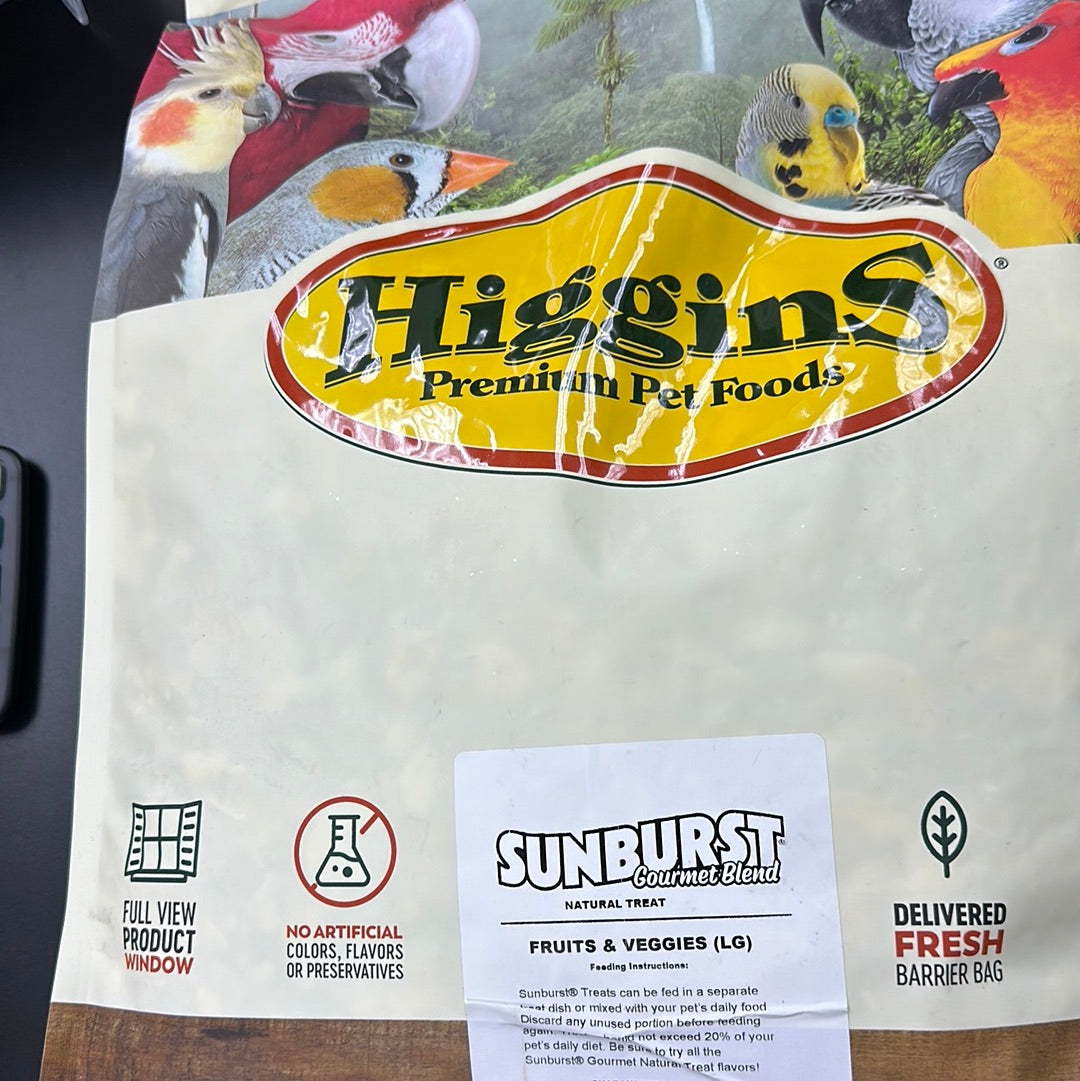 Higgins®
Premium Pet Foods
SUNBURST®
Gourmet Blend
NATURAL TREAT
FRUITS & VEGGIES (LG)
Feeding Instructions:
Sunburst® Treats can be fed in a separate
dish or mixed with your pet's daily food
Discard any unused portion before feeding
again. not exceed 20% of your
pet's daily diet. Be sure to try all the
Sunburst® Gourmet Natural Treat flavors!
FULL VIEW
PRODUCT
WINDOW
NO ARTIFICIAL
COLORS, FLAVORS
OR PRESERVATIVES
DELIVERED
FRESH
BARRIER BAG